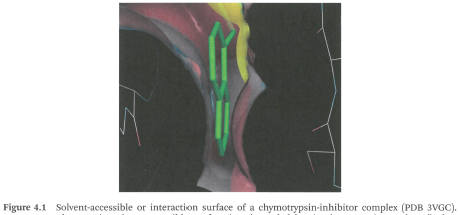 Figure 4.1 Solvent-accessible or interaction surface of a chymotrypsin-inhibitor complex (PDB 3VGC).